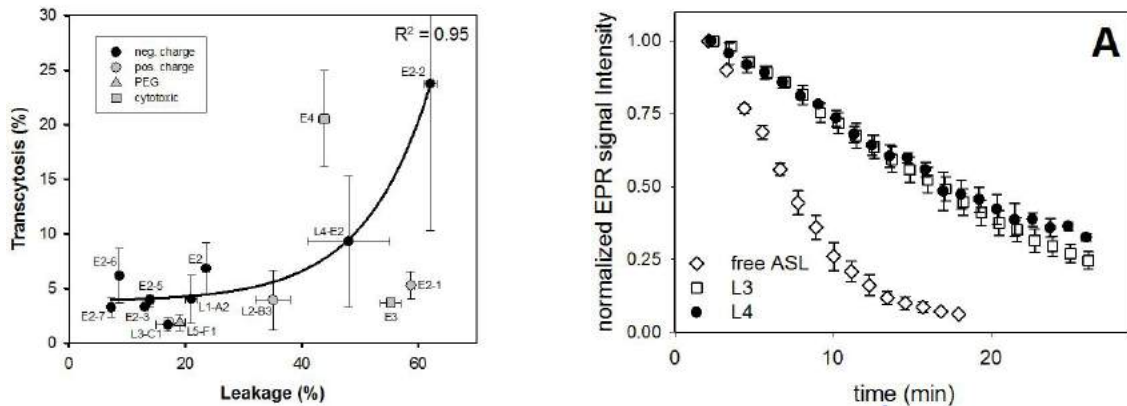 30
25
20
15
10
5
0
Transcytosis (%)
R² = 0.95
neg. charge
pos. charge
PEG
cytotoxic
E2-2
E4
L4-E2
E2-6
E2
E2-5
E2-1
E2-7
E2-3
L1-A2
L2-B3
E3
L3-C1
L5-F1
0
20
40
60
Leakage (%)
A
1.00
0.75
0.50
0.25
0.00
normalized EPR signal Intensity
free ASL
L3
L4
0
10
20
time (min)